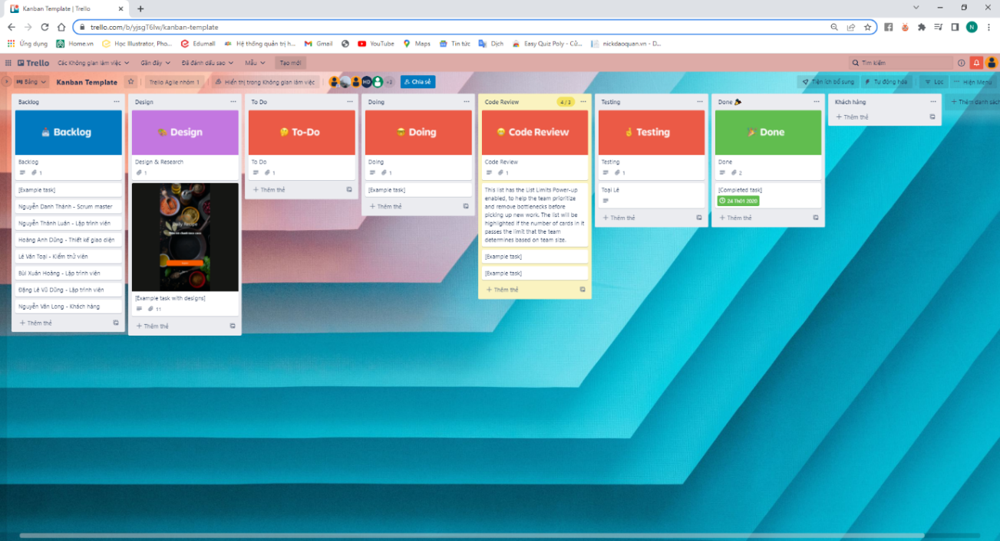 Kanban Template | Trello
trello.com/b/yjsgT6lw/kanban-template
Ứng dụng Home.vn Học Illustrator, Pho... Edumall Hệ thống quản trị h... Gmail YouTube Maps Tin tức Dịch Easy Quiz Poly - Cử... nickdaoquan.vn - D...
Trello Các Không gian làm việc Gần đây Đã đánh dấu sao Mẫu Tạo mới Tìm kiếm
Bảng Kanban Template Trello Agile nhóm 1 Hiển thị trong Không gian làm việc HD +2 Chia sẻ Tiện ích bổ sung Tự động hóa Lọc Hiện Menu
Backlog
Backlog
Backlog
1
[Example task]
Nguyễn Danh Thành - Scrum master
Nguyễn Thành Luân - Lập trình viên
Hoàng Anh Dũng - Thiết kế giao diện
Lê Văn Toại - Kiểm thử viên
Bùi Xuân Hoàng - Lập trình viên
Đặng Lê Vũ Dũng - Lập trình viên
Nguyễn Văn Long - Khách hàng
+ Thêm thẻ
Design
Design
Design & Research
1
Daily Recipe
[Example task with designs]
11
+ Thêm thẻ
To Do
To-Do
To Do
1
+ Thêm thẻ
Doing
Doing
Doing
1
[Example task]
+ Thêm thẻ
Code Review 4/3
Code Review
Code Review
1
This list has the List Limits Power-up
enabled, to help the team prioritize
and remove bottlenecks before
picking up new work. The list will be
highlighted if the number of cards in it
passes the limit that the team
determines based on team size.
[Example task]
[Example task]
+ Thêm thẻ
Testing
Testing
Testing
1
Toại Lê
+ Thêm thẻ
Done
Done
Done
2
[Completed task]
24 Th01 2020
+ Thêm thẻ
Khách hàng
+ Thêm thẻ
+ Thêm danh sách